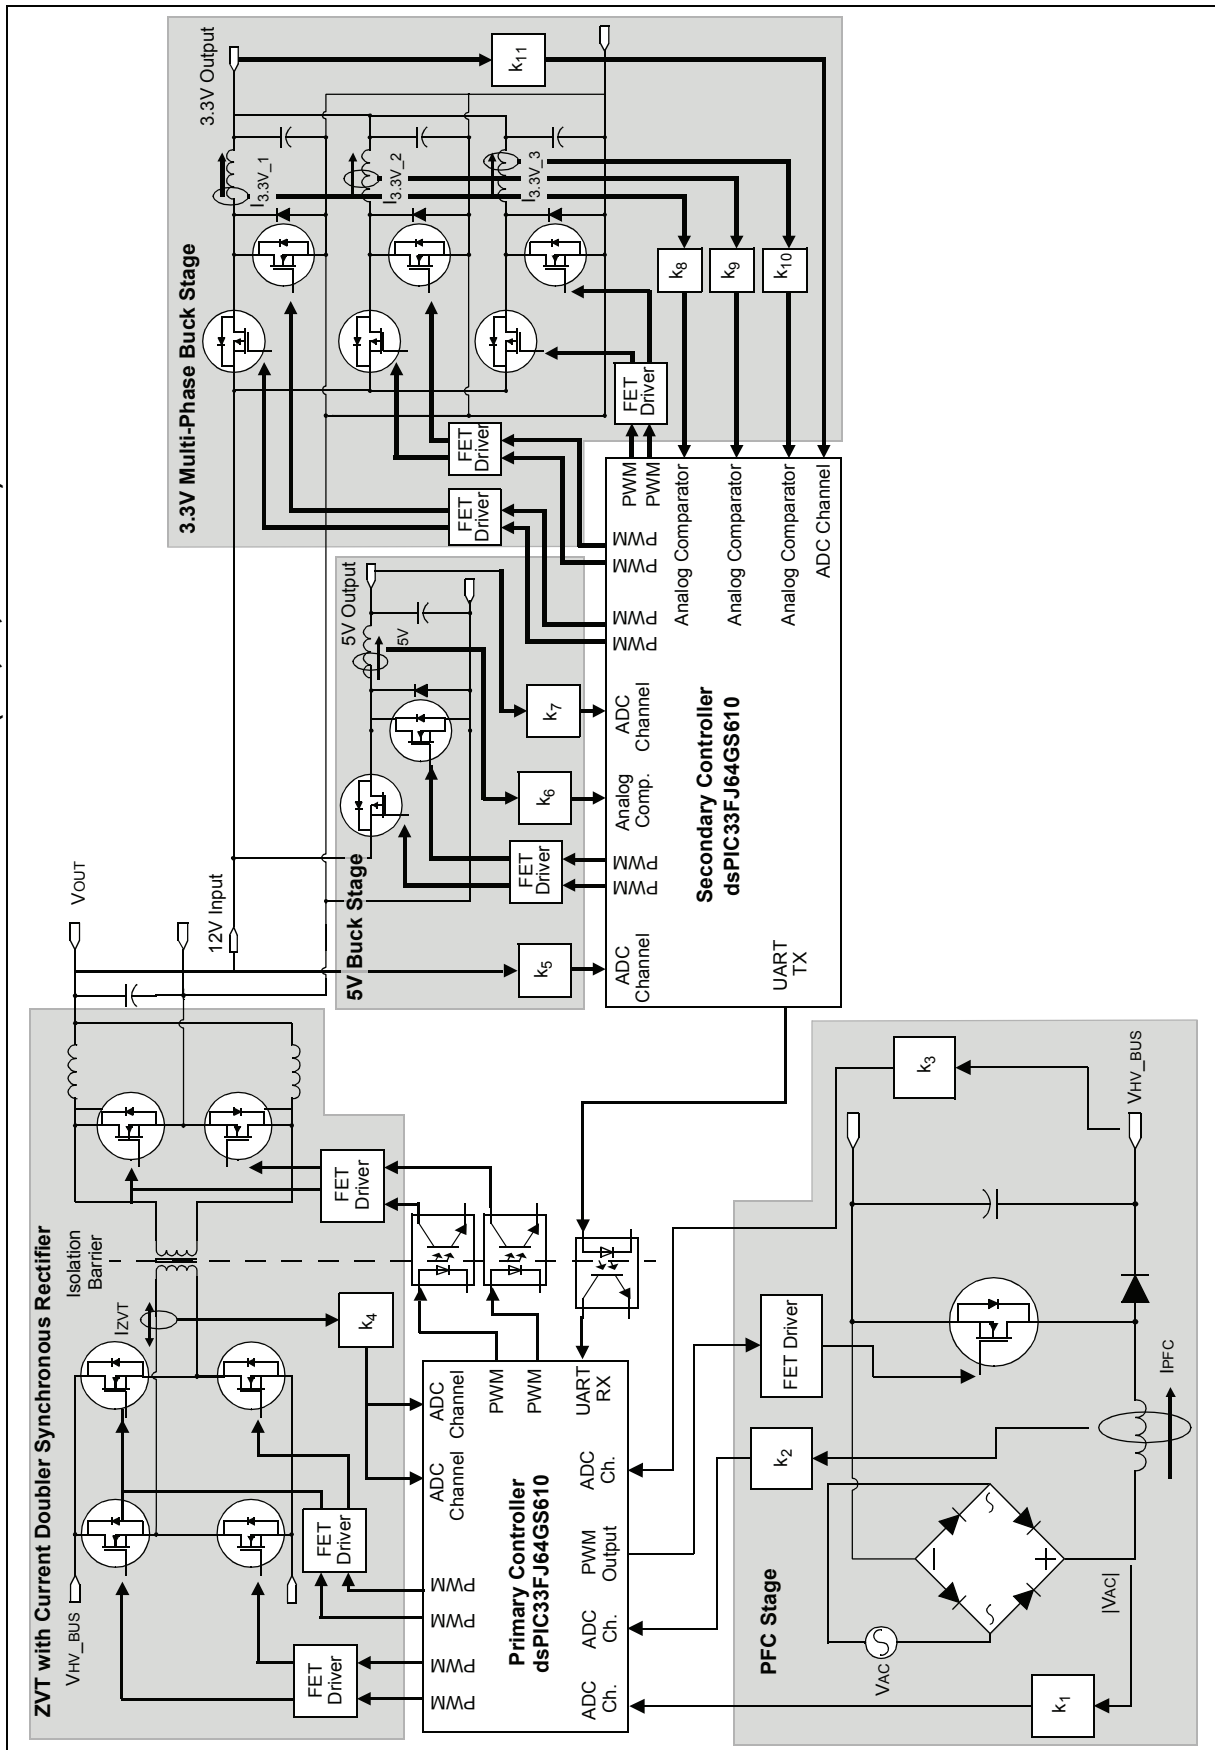 ZVT with Current Doubler Synchronous Rectifier
VHV_BUS
IZVT
Isolation
Barrier
VOUT
12V Input
FET
Driver
FET
Driver
k4
FET
Driver
PWM
PWM
PWM
PWM
ADC
Channel
ADC
Channel
PWM
PWM
UART
RX
Primary Controller
dsPIC33FJ64GS610
ADC
Ch.
ADC
Ch.
PWM
Output
ADC
Ch.
PFC Stage
VAC
|VAC|
k1
k2
FET Driver
IPFC
k3
VHV_BUS
5V Buck Stage
5V Output
5V
k5
FET
Driver
k6
k7
ADC
Channel
PWM
PWM
Analog
Comp.
ADC
Channel
PWM
PWM
PWM
PWM
UART
TX
Secondary Controller
dsPIC33FJ64GS610
PWM
PWM
Analog Comparator
Analog Comparator
Analog Comparator
ADC Channel
3.3V Multi-Phase Buck Stage
3.3V Output
I3.3V_1
I3.3V_2
I3.3V_3
FET
Driver
FET
Driver
FET
Driver
k8
k9
k10
k11